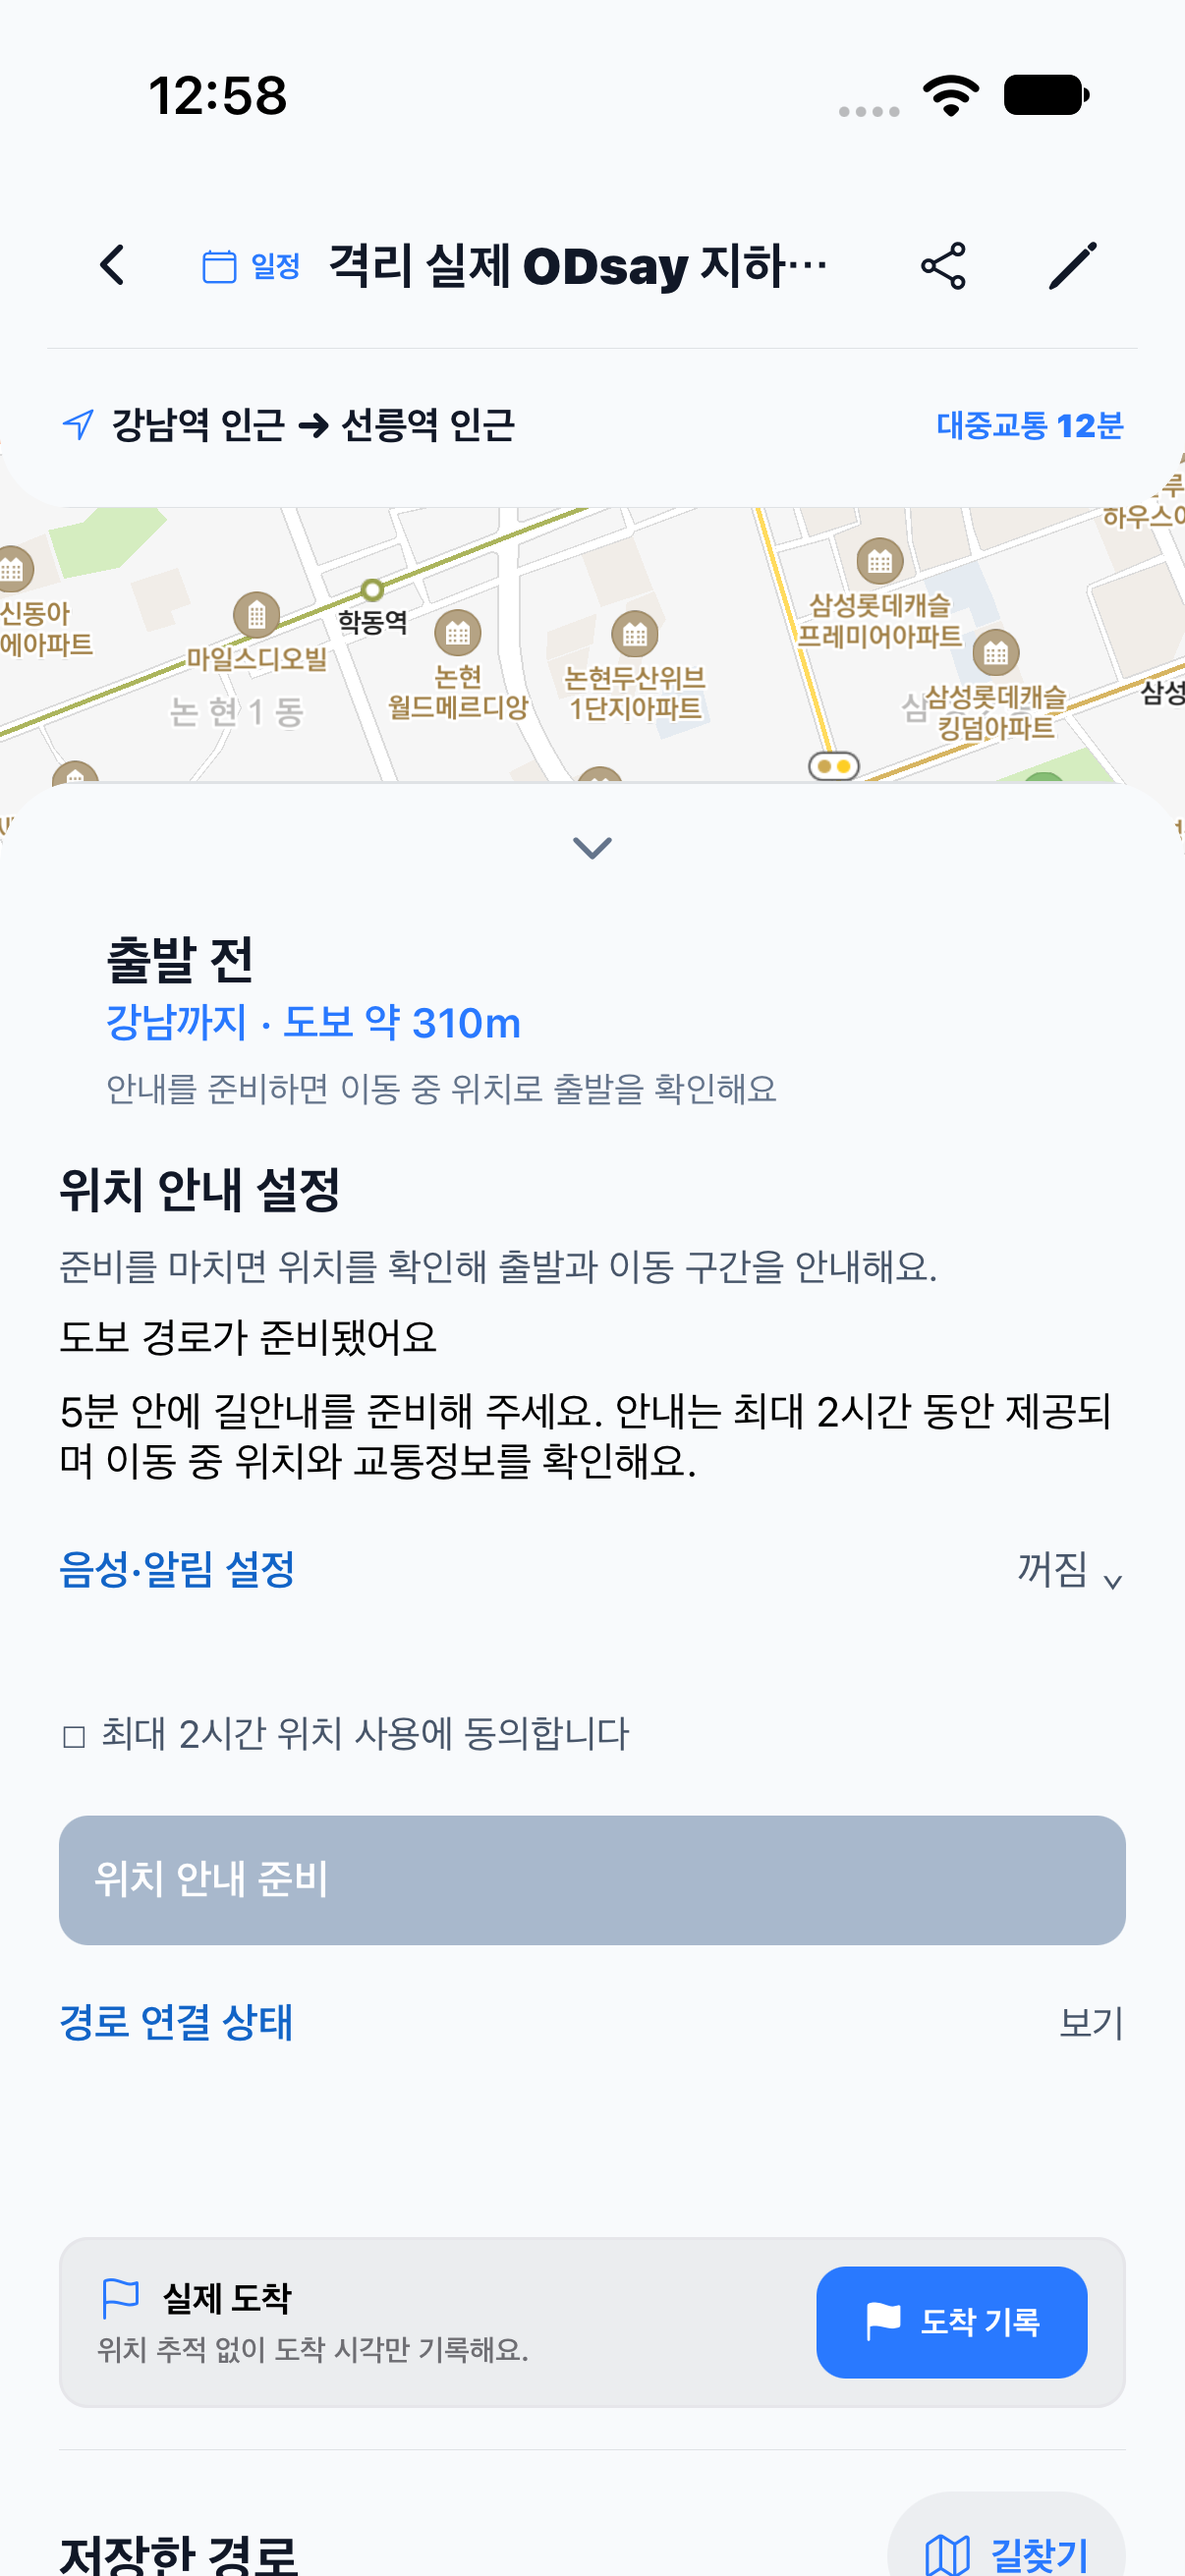 12:58
일정 격리 실제 ODsay 지하…
강남역 인근 → 선릉역 인근 대중교통 12분
하우스
신동아
에아파트
마일스디오빌
학동역
논현
월드메르디앙
논현두산위브
1단지아파트
삼성롯데캐슬
프레미어아파트
논현1동
삼성롯데캐슬
킹덤아파트
삼성
출발 전
강남까지 · 도보 약 310m
안내를 준비하면 이동 중 위치로 출발을 확인해요
위치 안내 설정
준비를 마치면 위치를 확인해 출발과 이동 구간을 안내해요.
도보 경로가 준비됐어요
5분 안에 길안내를 준비해 주세요. 안내는 최대 2시간 동안 제공되
며 이동 중 위치와 교통정보를 확인해요.
음성·알림 설정 꺼짐
□ 최대 2시간 위치 사용에 동의합니다
위치 안내 준비
경로 연결 상태 보기
실제 도착
위치 추적 없이 도착 시각만 기록해요.
도착 기록
저장한 경로 길찾기